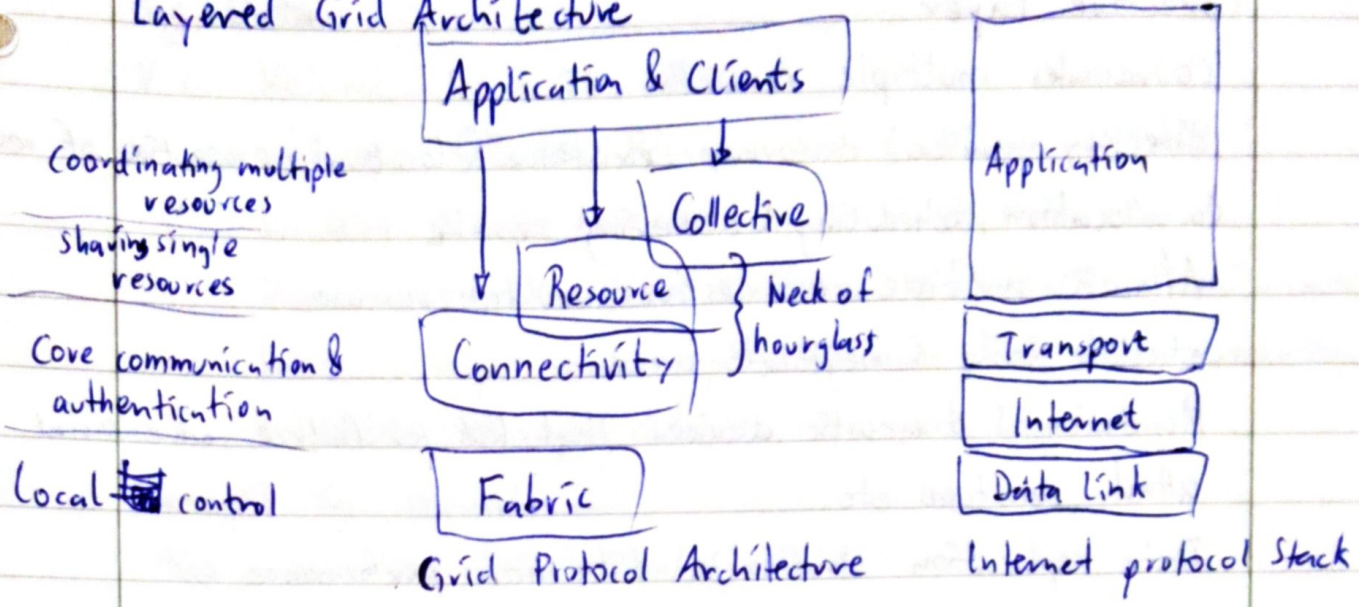 Layered Grid Architecture
Application & Clients
Coordinating multiple
resources
Collective
Sharing single
resources
Resource
Neck of
hourglass
Core communication &
authentication
Connectivity
Local control
Fabric
Grid Protocol Architecture
Application
Transport
Internet
Data link
Internet protocol Stack